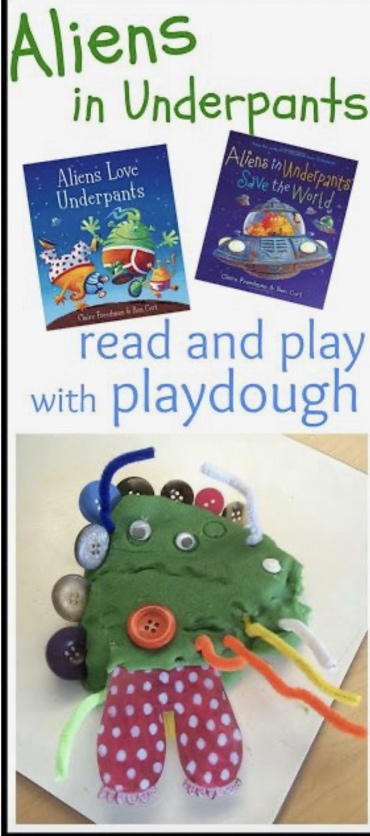 Aliens
in Underpants
Aliens Love
Underpants
Claire Freedman & Ben Cort
Aliens in Underpants
Save the World
Claire Freedman & Ben Cort
read and play
with playdough